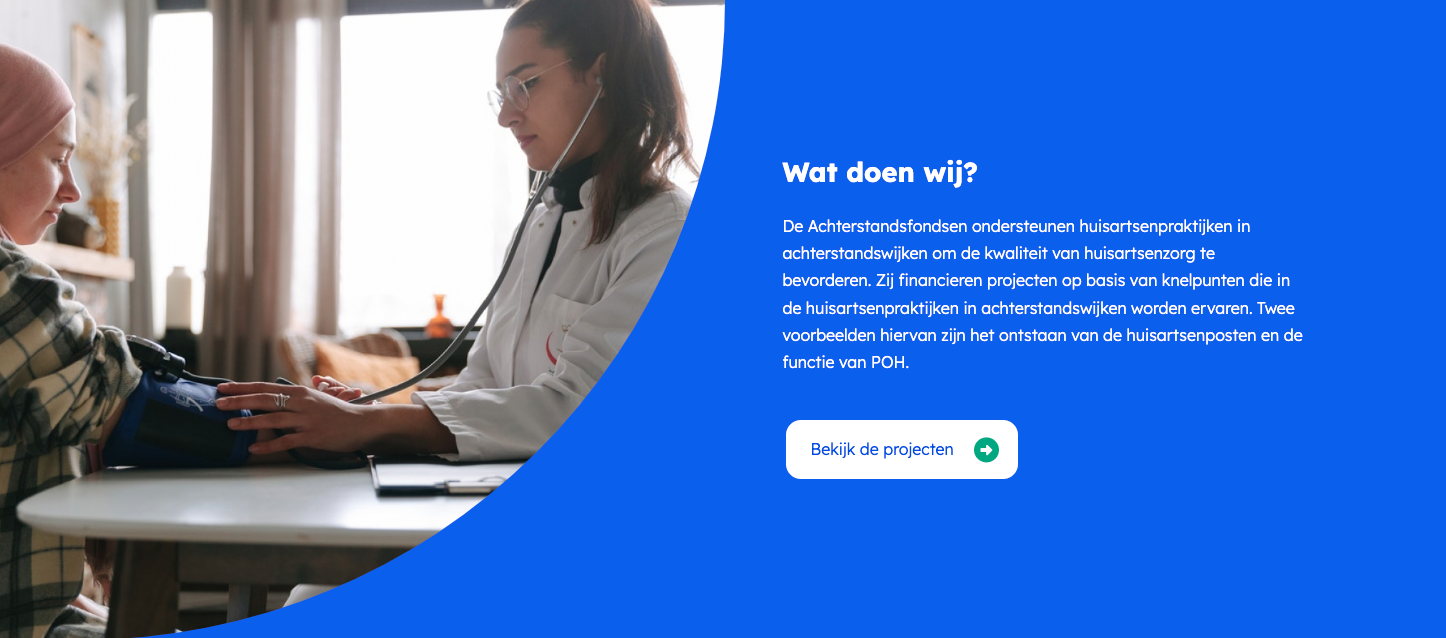 Wat doen wij?
De Achterstandsfondsen ondersteunen huisartsenpraktijken in
achterstandswijken om de kwaliteit van huisartsenzorg te
bevorderen. Zij financieren projecten op basis van knelpunten die in
de huisartsenpraktijken in achterstandswijken worden ervaren. Twee
voorbeelden hiervan zijn het ontstaan van de huisartsenposten en de
functie van POH.
Bekijk de projecten